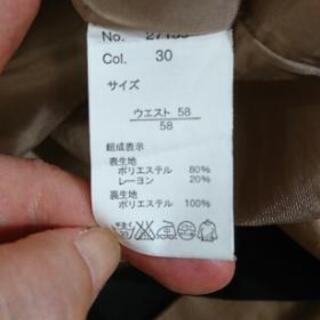 No.
Col. 30
サイズ
ウエスト 58
58
組成表示
表生地
ポリエステル 80%
レーヨン 20%
裏生地
ポリエステル 100%